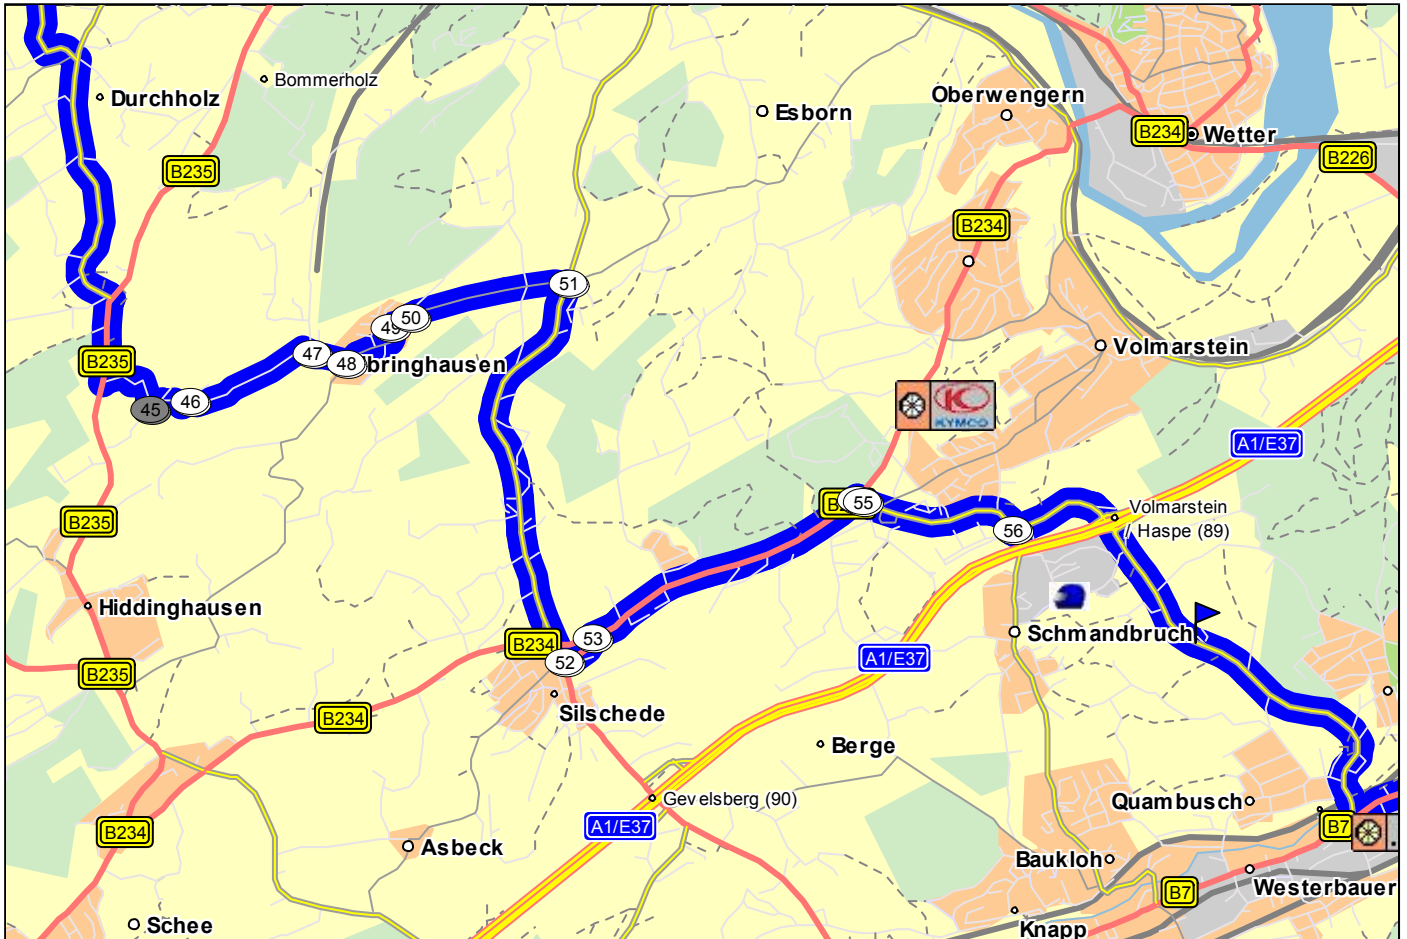 Bommerholz
Durchholz
Oberwengern
Esborn
B234
Wetter
B226
B235
B234
51
50
49
Volmarstein
47
48
bringhausen
B235
46
45
KYMCO
A1/E37
55
Volmarstein
/ Haspe (89)
56
B235
Hiddinghausen
53
B234
52
Schmandbruch
A1/E37
B235
Silschede
B234
Berge
Gevelsberg (90)
Quambusch
A1/E37
B7
B234
Asbeck
Baukloh
Westerbauer
B7
Schee
Knapp